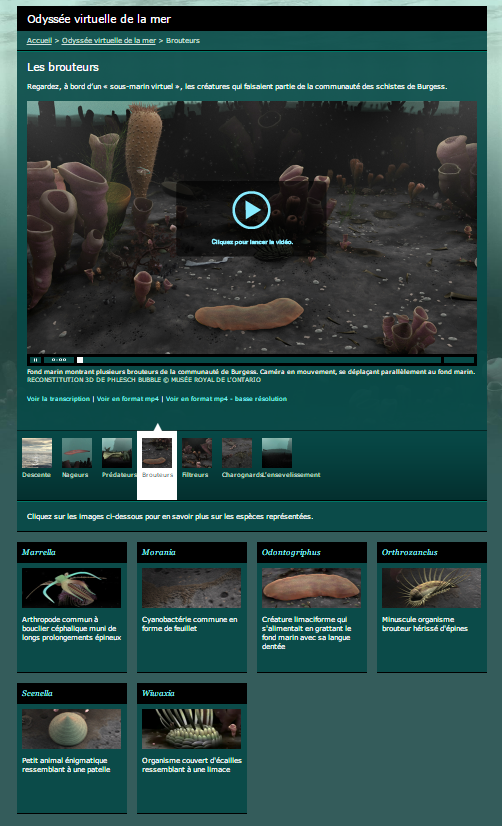 Odyssée virtuelle de la mer
Accueil > Odyssée virtuelle de la mer > Brouteurs
Les brouteurs
Regardez, à bord d'un « sous-marin virtuel », les créatures qui faisaient partie de la communauté des schistes de Burgess.
Cliquez pour lancer la vidéo.
0:00
Fond marin montrant plusieurs brouteurs de la communauté de Burgess. Caméra en mouvement, se déplaçant parallèlement au fond marin.
RECONSTITUTION 3D DE PHLESCH BUBBLE © MUSÉE ROYAL DE L'ONTARIO
Voir la transcription | Voir en format mp4 | Voir en format mp4 - basse résolution
Descente Nageurs Prédateurs Brouteurs Filtreurs Charognards L'ensevelissement
Cliquez sur les images ci-dessous pour en savoir plus sur les espèces représentées.
Marrella
Arthropode commun à
bouclier céphalique muni de
longs prolongements épineux
Morania
Cyanobactérie commune en
forme de feuillet
Odontogriphus
Créature limaciforme qui
s'alimentait en grattant le
fond marin avec sa langue
dentée
Orthrozanclus
Minuscule organisme
brouteur hérissé d'épines
Scenella
Petit animal énigmatique
ressemblant à une patelle
Wiwaxia
Organisme couvert d'écailles
ressemblant à une limace